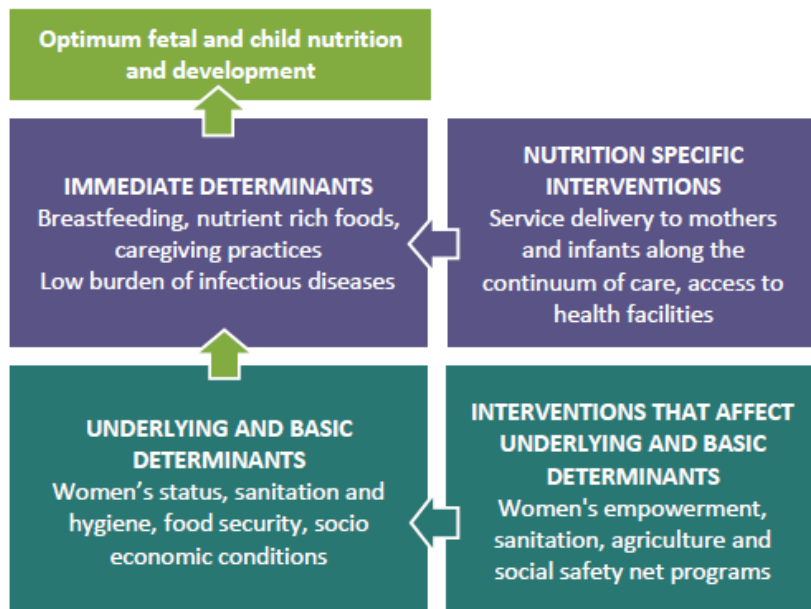 Optimum fetal and child nutrition
and development
IMMEDIATE DETERMINANTS
Breastfeeding, nutrient rich foods,
caregiving practices
Low burden of infectious diseases
NUTRITION SPECIFIC
INTERVENTIONS
Service delivery to mothers
and infants along the
continuum of care, access to
health facilities
UNDERLYING AND BASIC
DETERMINANTS
Women’s status, sanitation and
hygiene, food security, socio
economic conditions
INTERVENTIONS THAT AFFECT
UNDERLYING AND BASIC
DETERMINANTS
Women's empowerment,
sanitation, agriculture and
social safety net programs